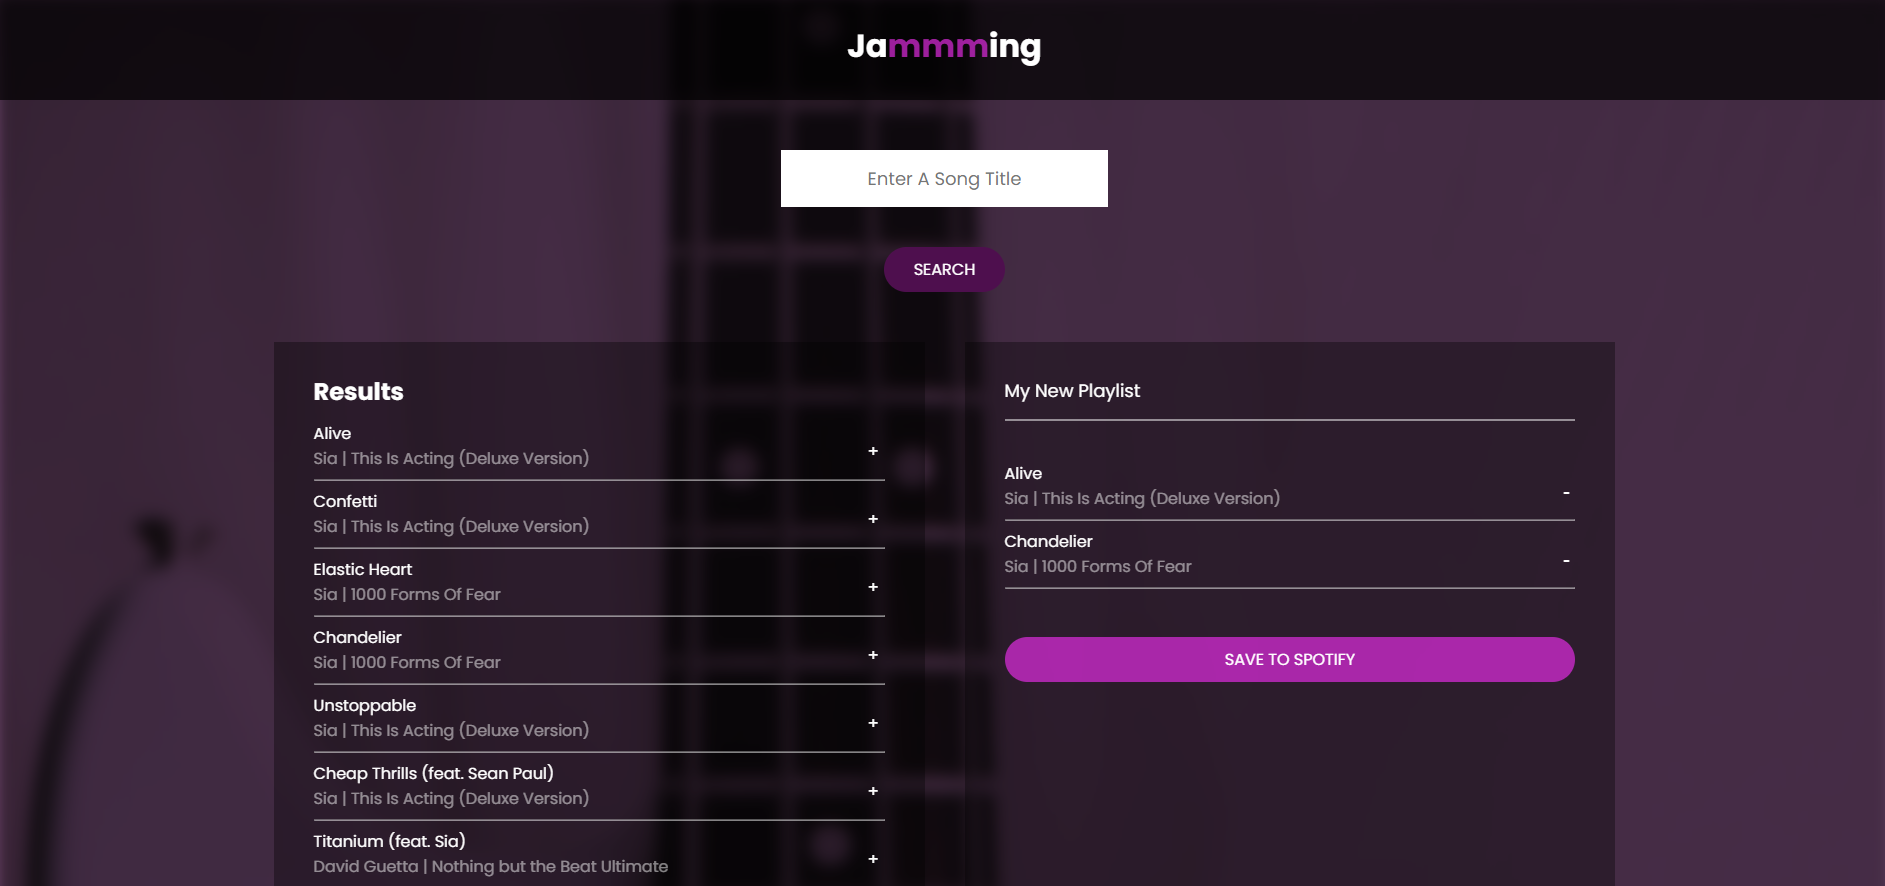 Jammming
Enter A Song Title
SEARCH
Results
Alive
Sia | This Is Acting (Deluxe Version)
+
Confetti
Sia | This Is Acting (Deluxe Version)
+
Elastic Heart
Sia | 1000 Forms Of Fear
+
Chandelier
Sia | 1000 Forms Of Fear
+
Unstoppable
Sia | This Is Acting (Deluxe Version)
+
Cheap Thrills (feat. Sean Paul)
Sia | This Is Acting (Deluxe Version)
+
Titanium (feat. Sia)
David Guetta | Nothing but the Beat Ultimate
+
My New Playlist
Alive
Sia | This Is Acting (Deluxe Version)
-
Chandelier
Sia | 1000 Forms Of Fear
-
SAVE TO SPOTIFY